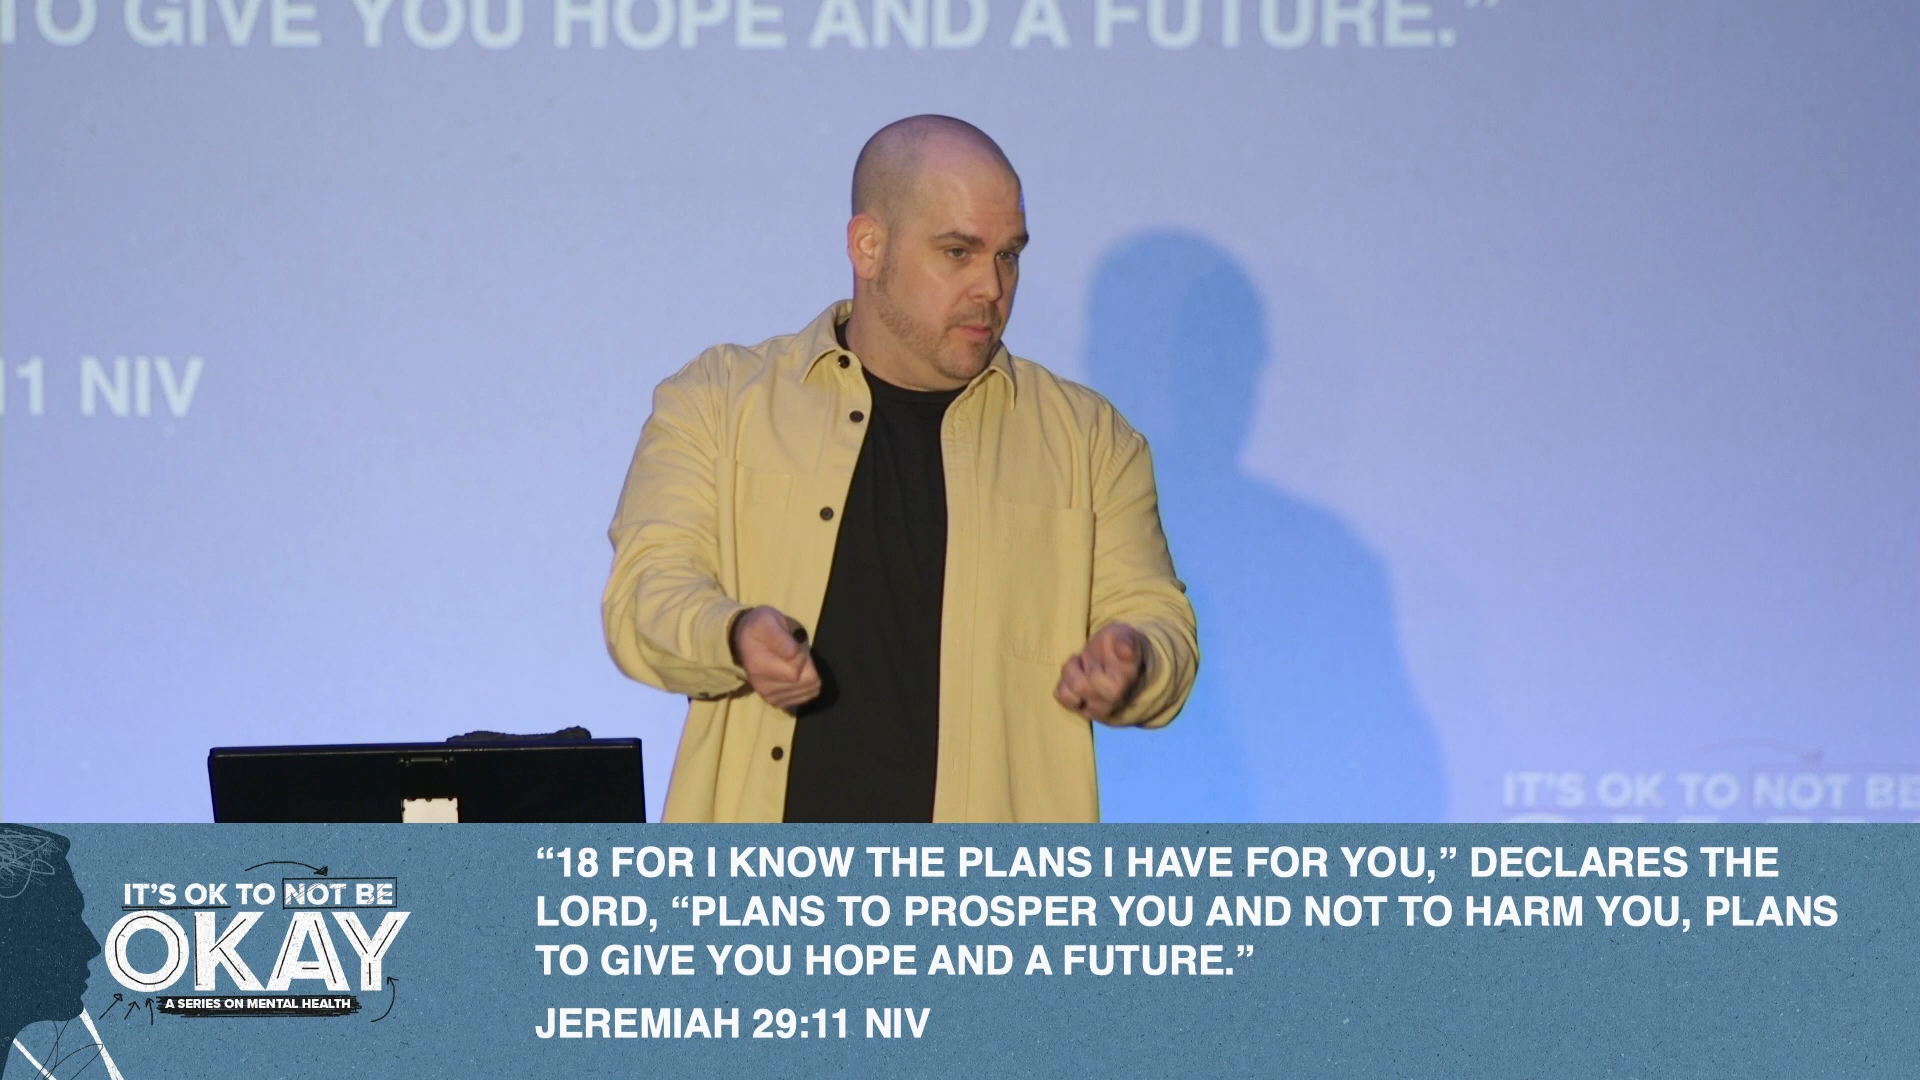 TO GIVE YOU HOPE AND A FUTURE.”
11 NIV
IT'S OK TO NOT BE
IT'S OK TO NOT BE
OKAY
A SERIES ON MENTAL HEALTH
“18 FOR I KNOW THE PLANS I HAVE FOR YOU,” DECLARES THE
LORD, “PLANS TO PROSPER YOU AND NOT TO HARM YOU, PLANS
TO GIVE YOU HOPE AND A FUTURE.”
JEREMIAH 29:11 NIV